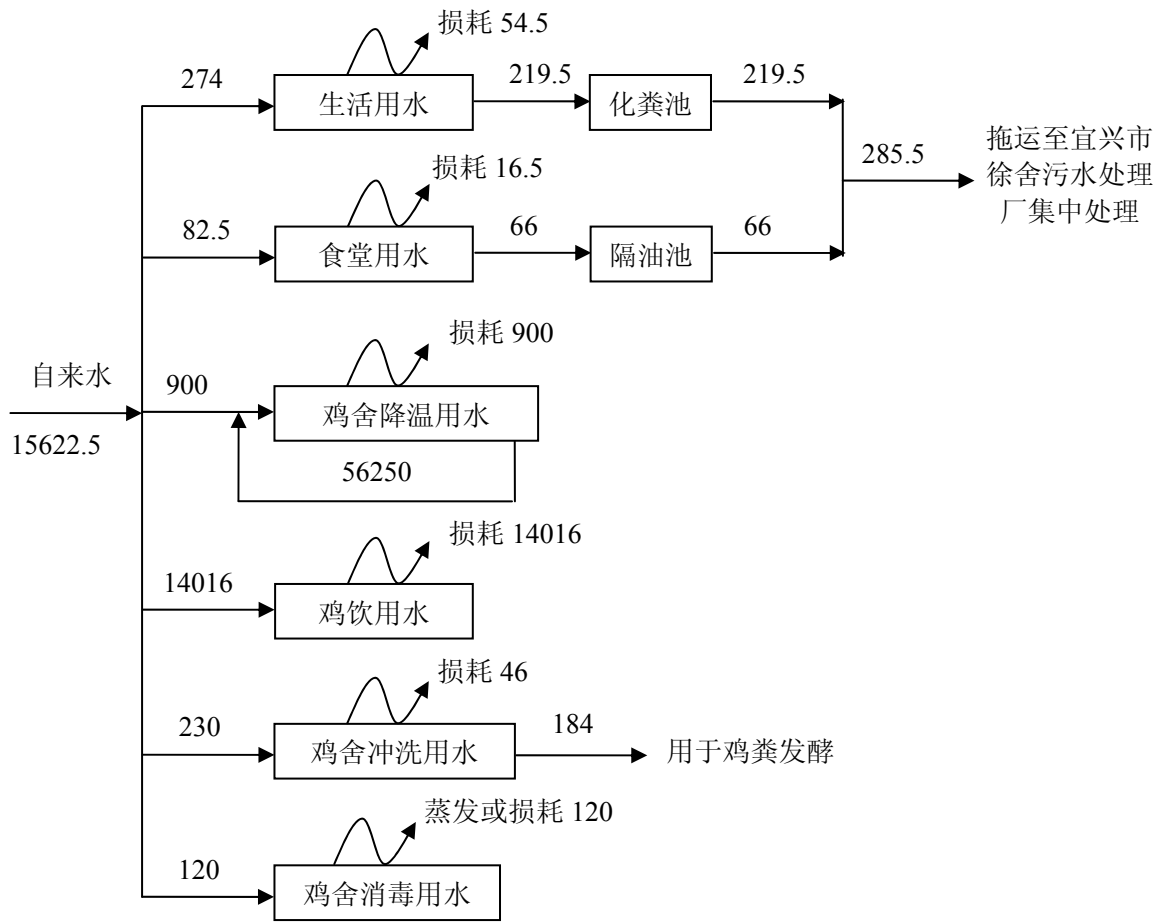 损耗 54.5
274
生活用水
219.5
化粪池
219.5
285.5
拖运至宜兴市
徐舍污水处理
厂集中处理
损耗 16.5
82.5
食堂用水
66
隔油池
66
自来水
15622.5
损耗 900
900
鸡舍降温用水
56250
损耗 14016
14016
鸡饮用水
损耗 46
230
鸡舍冲洗用水
184
用于鸡粪发酵
蒸发或损耗 120
120
鸡舍消毒用水